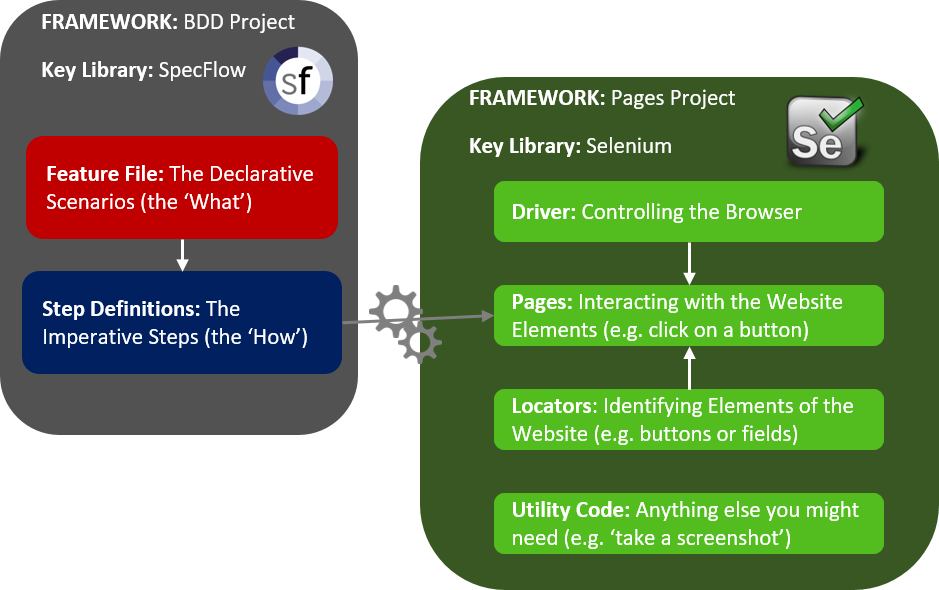 FRAMEWORK: BDD Project
Key Library: SpecFlow
sf
Feature File: The Declarative
Scenarios (the ‘What’)
Step Definitions: The
Imperative Steps (the ‘How’)
FRAMEWORK: Pages Project
Key Library: Selenium
Se
Driver: Controlling the Browser
Pages: Interacting with the Website
Elements (e.g. click on a button)
Locators: Identifying Elements of the
Website (e.g. buttons or fields)
Utility Code: Anything else you might
need (e.g. ‘take a screenshot’)